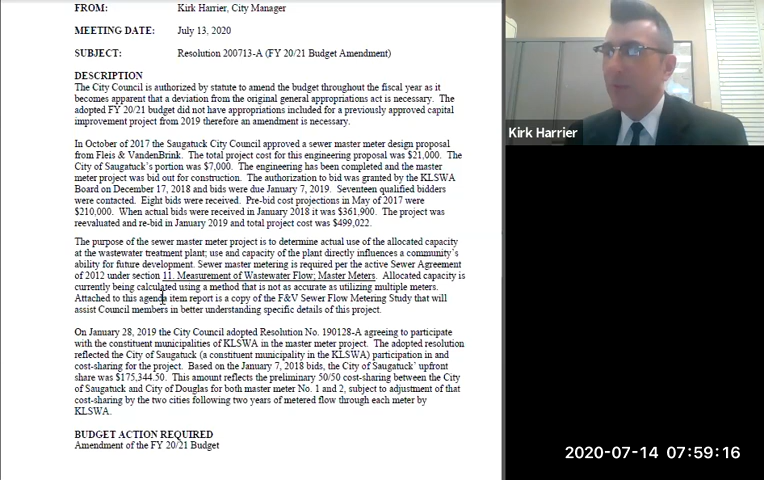 FROM: Kirk Harrier, City Manager
MEETING DATE: July 13, 2020
SUBJECT: Resolution 200713-A (FY 20/21 Budget Amendment)
DESCRIPTION
The City Council is authorized by statute to amend the budget throughout the fiscal year as it
becomes apparent that a deviation from the original general appropriations act is necessary. The
adopted FY 20/21 budget did not have appropriations included for a previously approved capital
improvement project from 2019 therefore an amendment is necessary.
In October of 2017 the Saugatuck City Council approved a sewer master meter design proposal
from Fleis & VandenBrink. The total project cost for this engineering proposal was $21,000. The
City of Saugatuck's portion was $7,000. The engineering has been completed and the master
meter project was bid out for construction. The authorization to bid was granted by the KLSWA
Board on December 17, 2018 and bids were due January 7, 2019. Seventeen qualified bidders
were contacted. Eight bids were received. Pre-bid cost projections in May of 2017 were
$210,000. When actual bids were received in January 2018 it was $361,900. The project was
reevaluated and re-bid in January 2019 and total project cost was $499,022.
The purpose of the sewer master meter project is to determine actual use of the allocated capacity
at the wastewater treatment plant; use and capacity of the plant directly influences a community's
ability for future development. Sewer master metering is required per the active Sewer Agreement
of 2012 under section 11. Measurement of Wastewater Flow; Master Meters. Allocated capacity is
currently being calculated using a method that is not as accurate as utilizing multiple meters.
Attached to this agenda item report is a copy of the F&V Sewer Flow Metering Study that will
assist Council members in better understanding specific details of this project.
On January 28, 2019 the City Council adopted Resolution No. 190128-A agreeing to participate
with the constituent municipalities of KLSWA in the master meter project. The adopted resolution
reflected the City of Saugatuck (a constituent municipality in the KLSWA) participation in and
cost-sharing for the project. Based on the January 7, 2018 bids, the City of Saugatuck' upfront
share was $175,344.50. This amount reflects the preliminary 50/50 cost-sharing between the City
of Saugatuck and City of Douglas for both master meter No. 1 and 2, subject to adjustment of that
cost-sharing by the two cities following two years of metered flow through each meter by
KLSWA.
BUDGET ACTION REQUIRED
Amendment of the FY 20/21 Budget
Kirk Harrier
2020-07-14 07:59:16